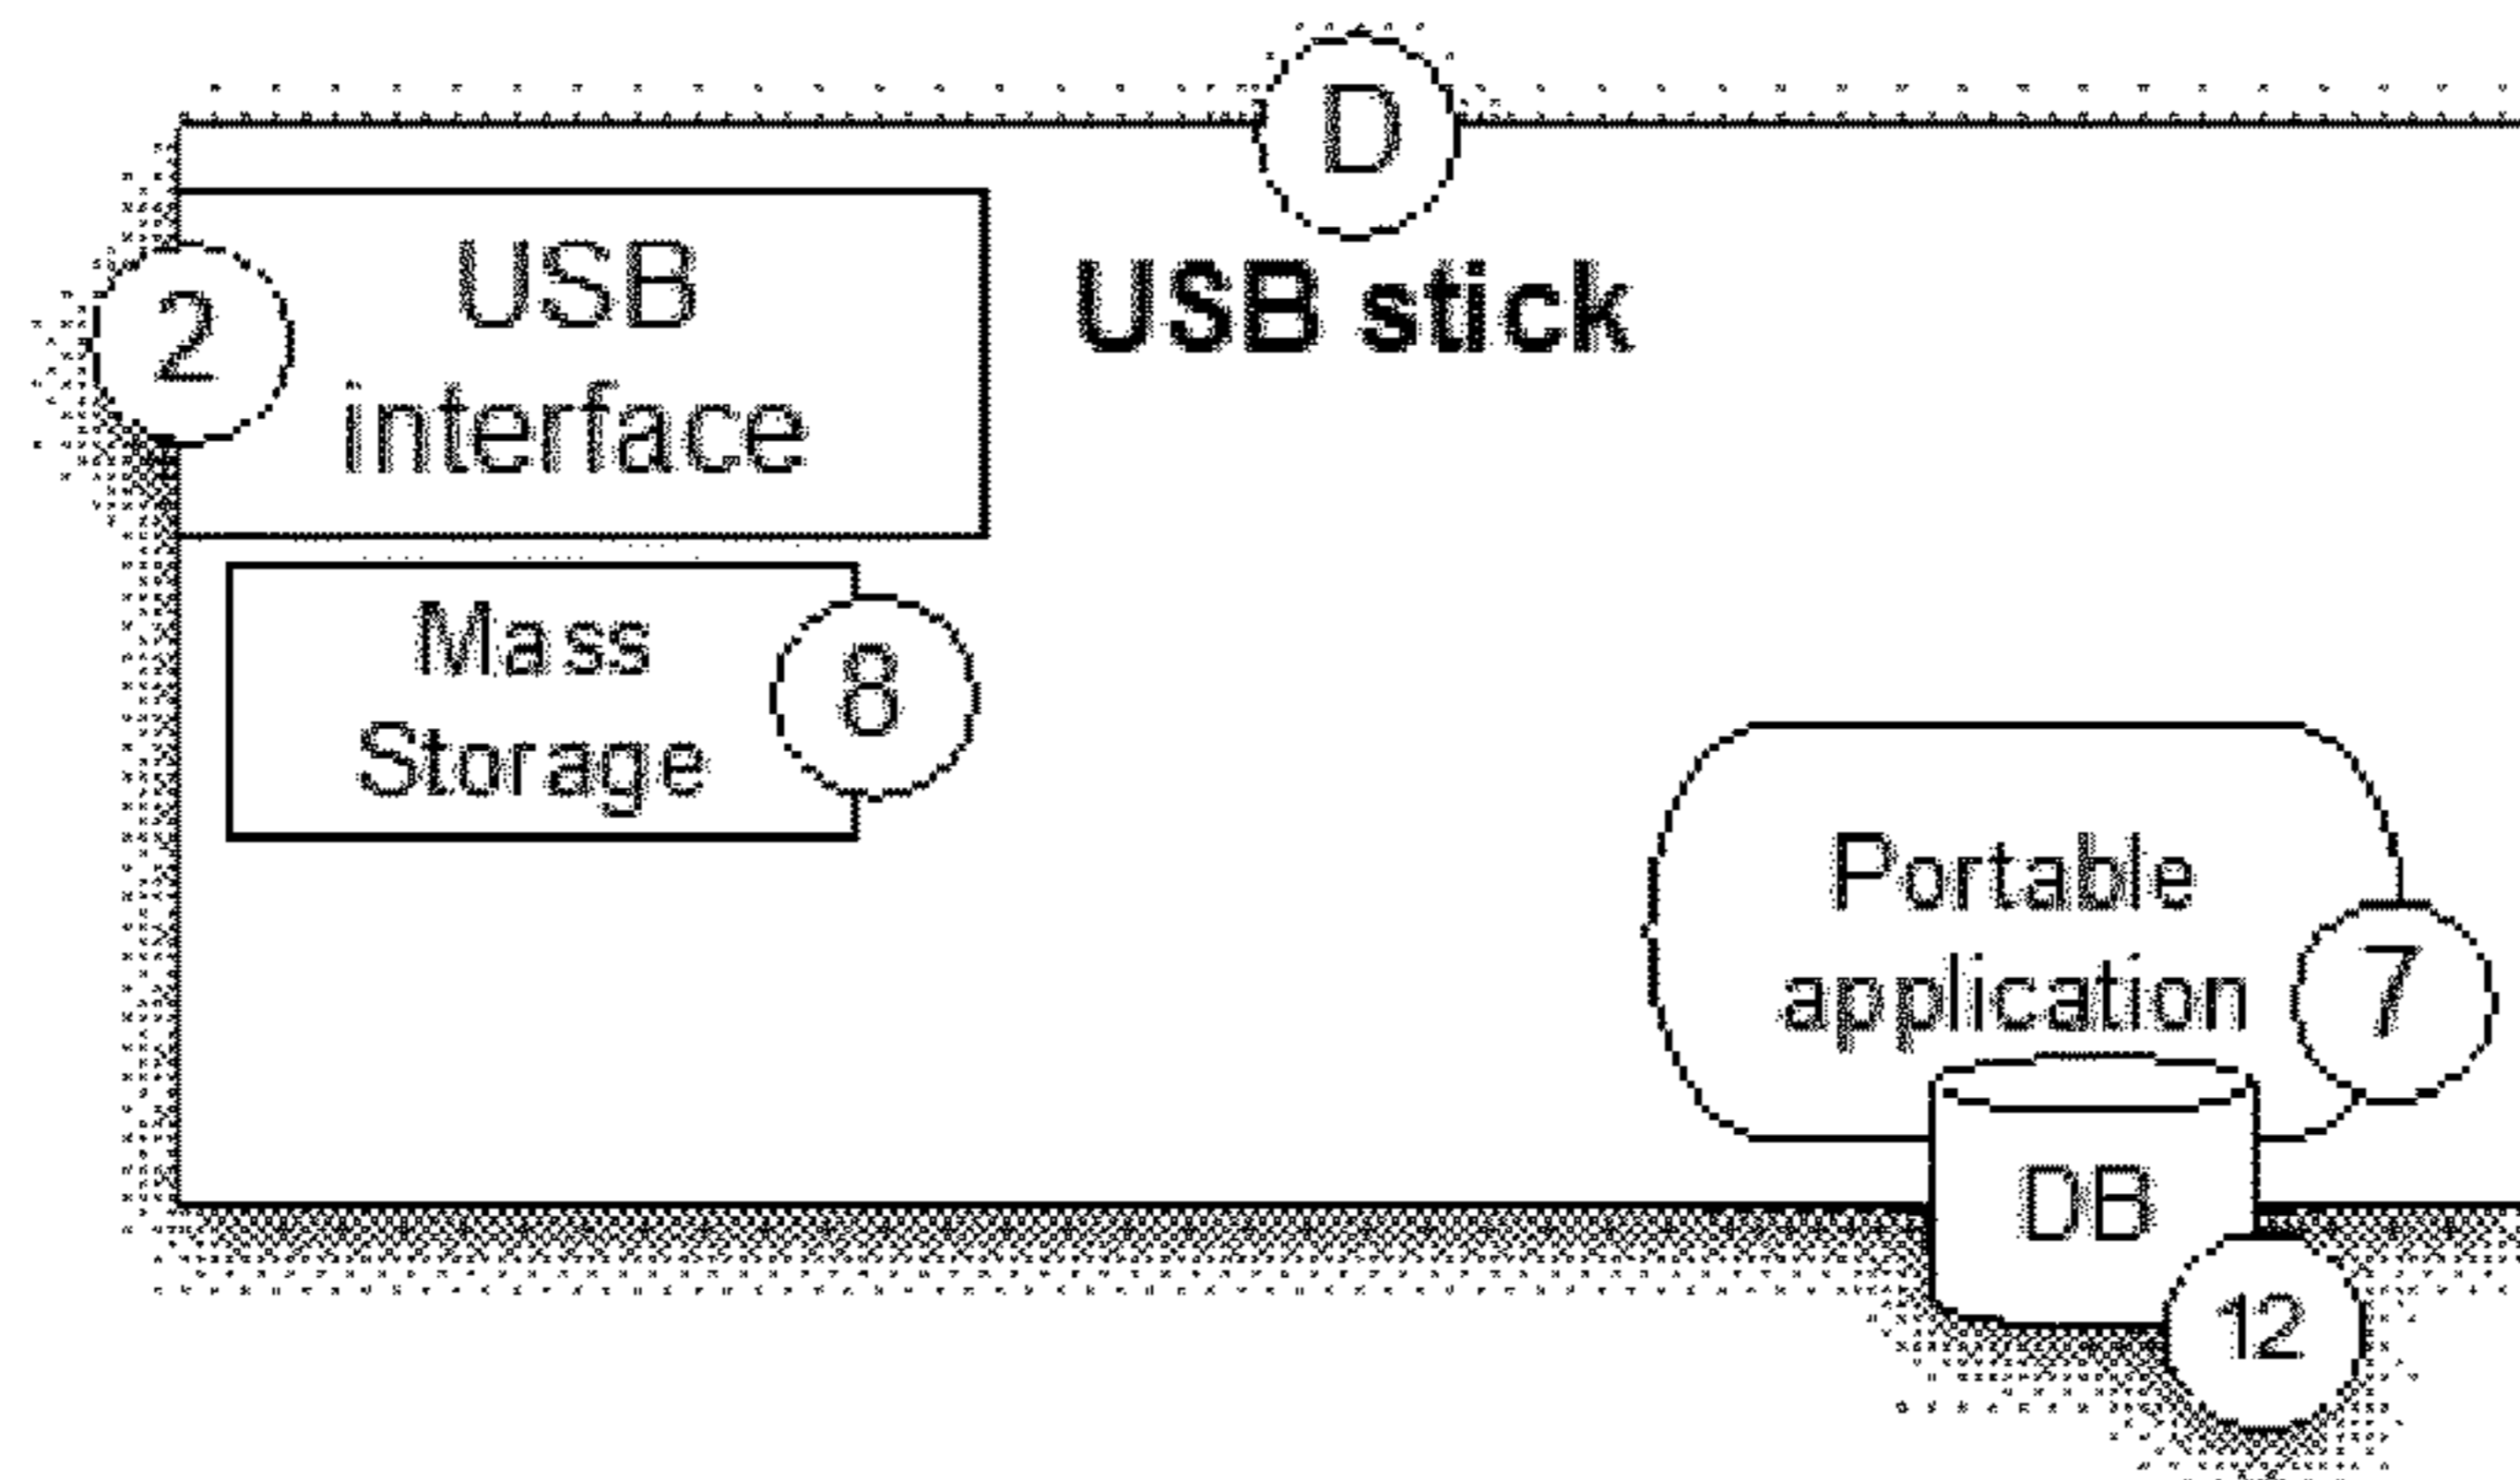 D
USB stick
2
USB
interface
Mass
Storage
8
Portable
application
7
DB
12